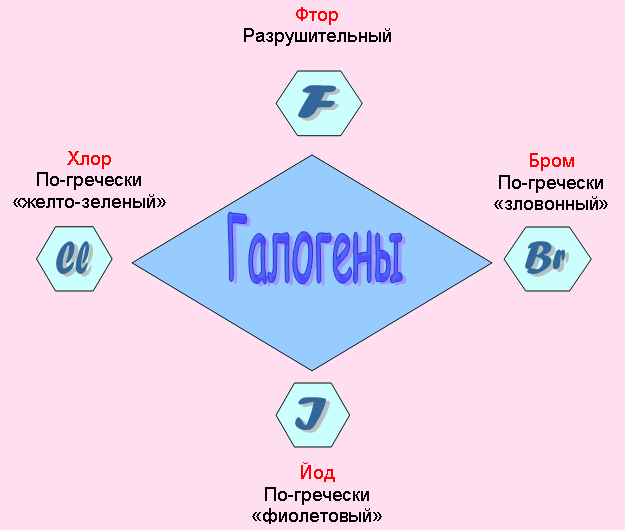 Фтор
Разрушительный
F
Хлор
По-гречески
«желто-зеленый»
Cl
Галогены
Бром
По-гречески
«зловонный»
Br
J
Йод
По-гречески
«фиолетовый»